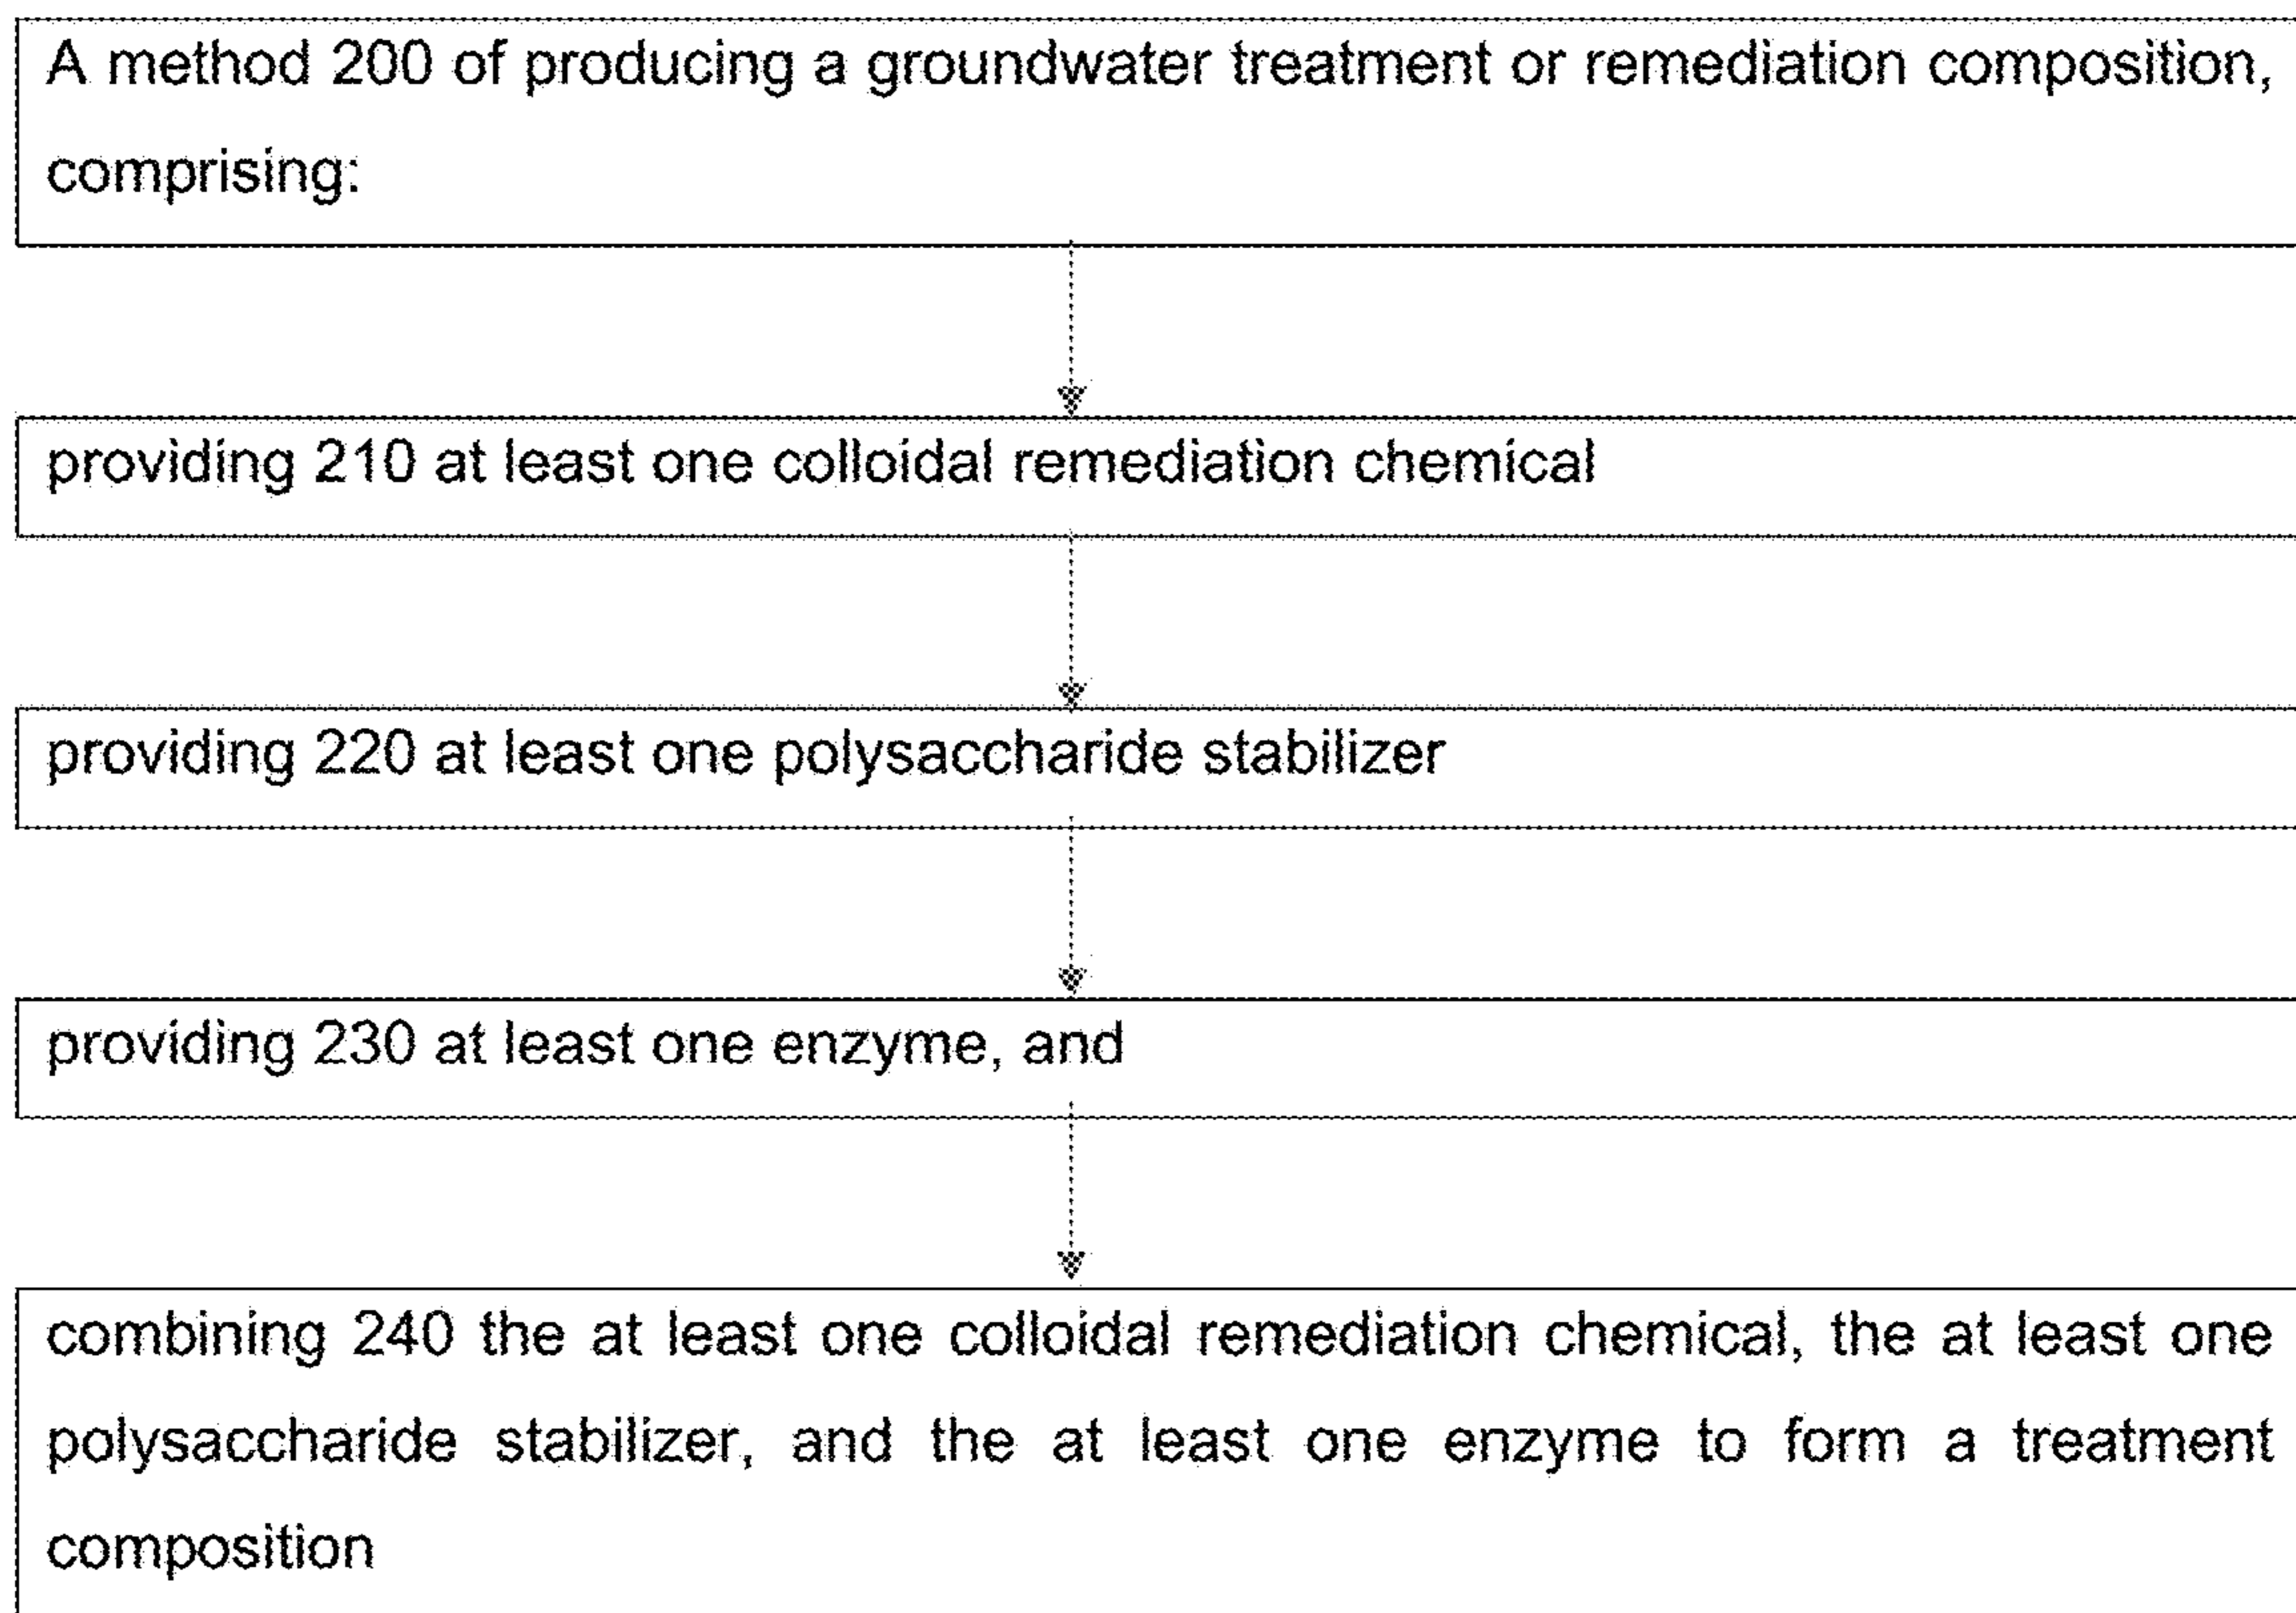 A method 200 of producing a groundwater treatment or remediation composition,
comprising:
providing 210 at least one colloidal remediation chemical
providing 220 at least one polysaccharide stabilizer
providing 230 at least one enzyme, and
combining 240 the at least one colloidal remediation chemical, the at least one
polysaccharide stabilizer, and the at least one enzyme to form a treatment
composition